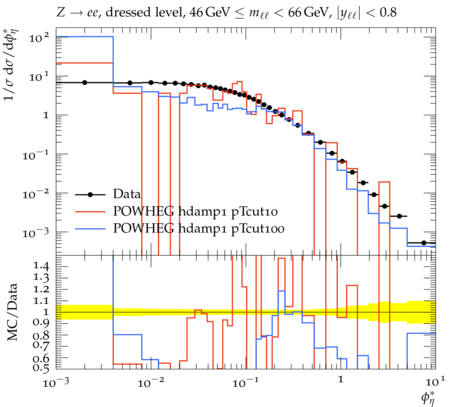 Z → ee, dressed level, 46 GeV ≤ mℓℓ < 66 GeV, |yℓℓ| < 0.8
1/σ dσ/dϕ*η
10²
10¹
1
10⁻¹
10⁻²
10⁻³
Data
POWHEG hdamp1 pTcut10
POWHEG hdamp1 pTcut100
MC/Data
1.4
1.3
1.2
1.1
1
0.9
0.8
0.7
0.6
0.5
10⁻³ 10⁻² 10⁻¹ 1 10¹
ϕ*η